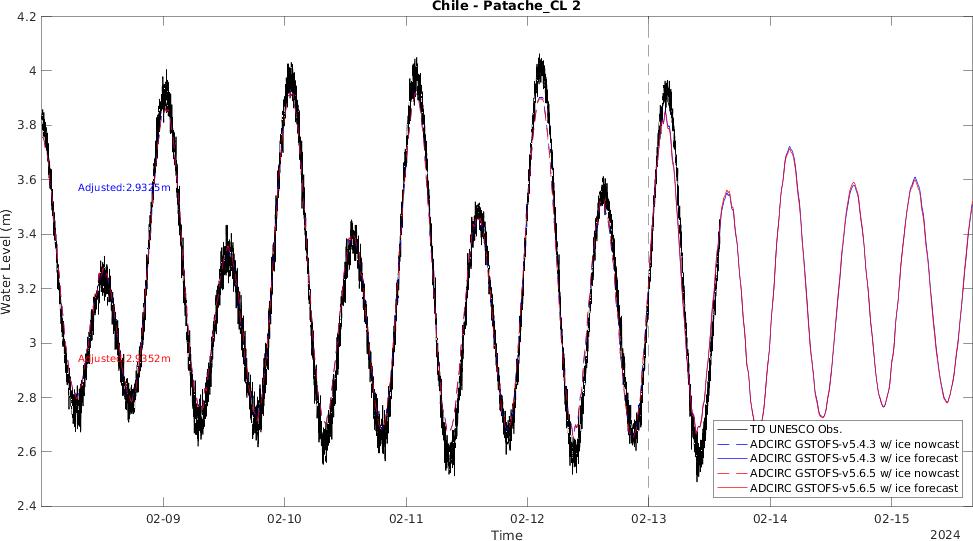 Chile - Patache_CL 2
4.2
4
3.8
3.6
3.4
3.2
3
2.8
2.6
2.4
Water Level (m)
Adjusted:2.9325m
Adjusted:2.9352m
TD UNESCO Obs.
ADCIRC GSTOFS-v5.4.3 w/ ice nowcast
ADCIRC GSTOFS-v5.4.3 w/ ice forecast
ADCIRC GSTOFS-v5.6.5 w/ ice nowcast
ADCIRC GSTOFS-v5.6.5 w/ ice forecast
02-09 02-10 02-11 02-12 02-13 02-14 02-15
Time
2024